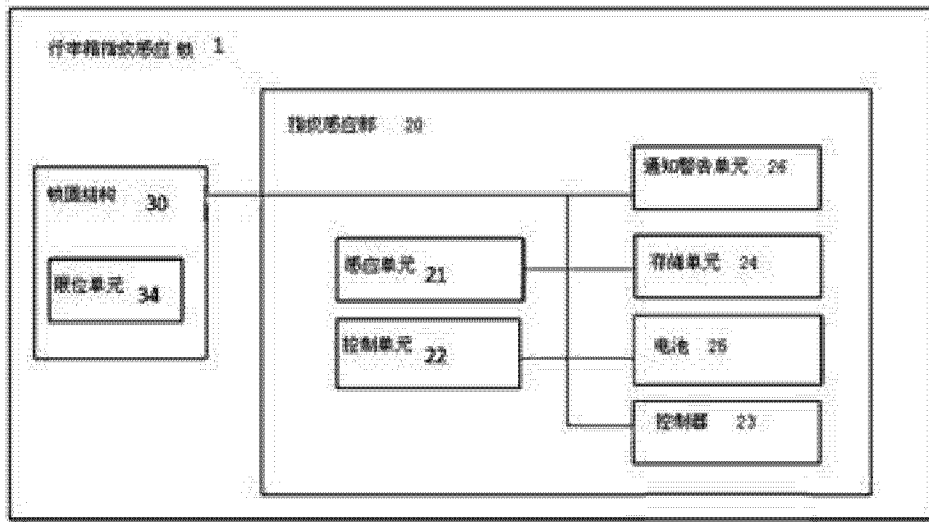 行李箱指纹感应 锁 1
指纹感应部 20
锁固结构 30
限位单元 34
感应单元 21
控制单元 22
通知警告单元 26
存储单元 24
电池 25
控制器 23